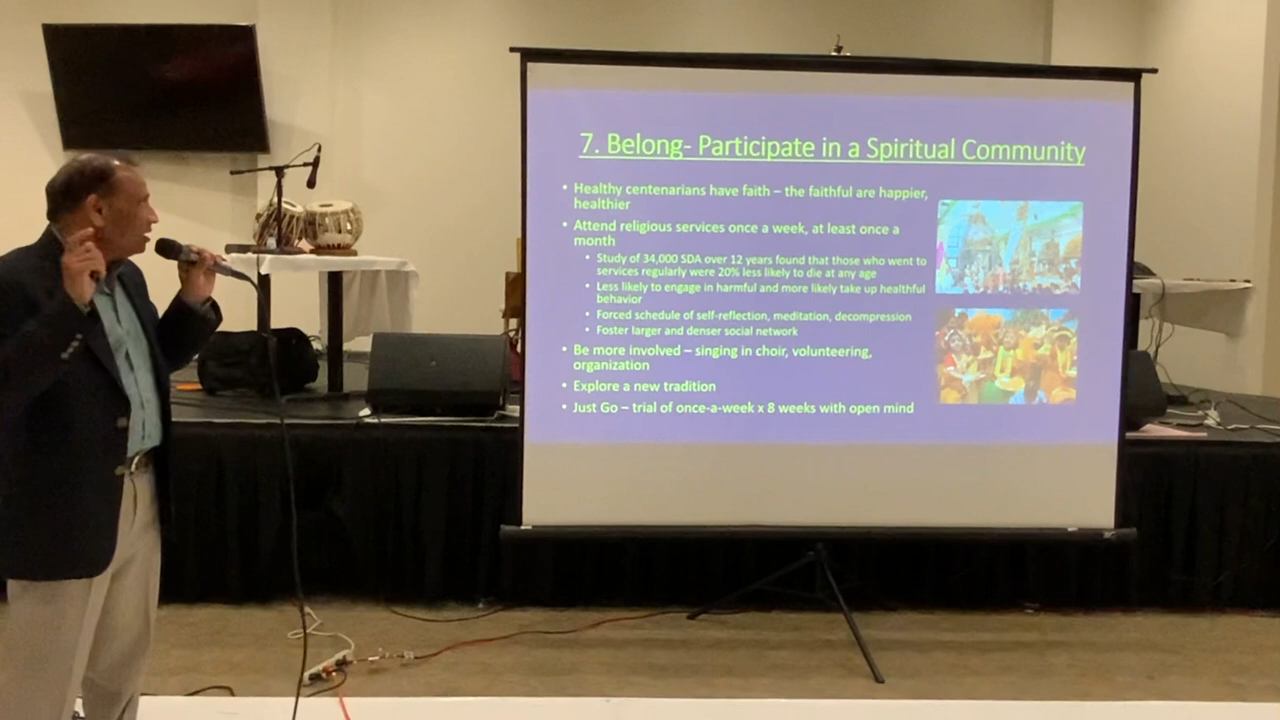 7. Belong- Participate in a Spiritual Community
• Healthy centenarians have faith – the faithful are happier,
healthier
• Attend religious services once a week, at least once a
month
• Study of 34,000 SDA over 12 years found that those who went to
services regularly were 20% less likely to die at any age
• Less likely to engage in harmful and more likely take up healthful
behavior
• Forced schedule of self-reflection, meditation, decompression
• Foster larger and denser social network
• Be more involved – singing in choir, volunteering,
organization
• Explore a new tradition
• Just Go – trial of once-a-week x 8 weeks with open mind